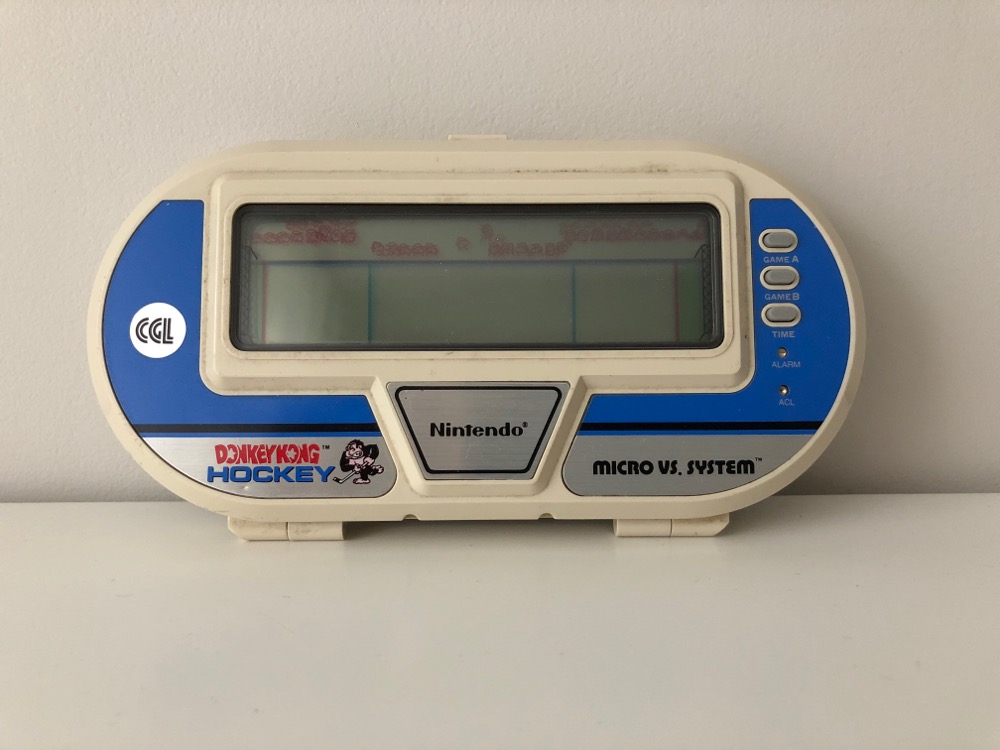 GAME A
GAME B
TIME
ALARM
ACL
CGL
Nintendo®
DONKEY KONG™
HOCKEY
MICRO VS. SYSTEM™